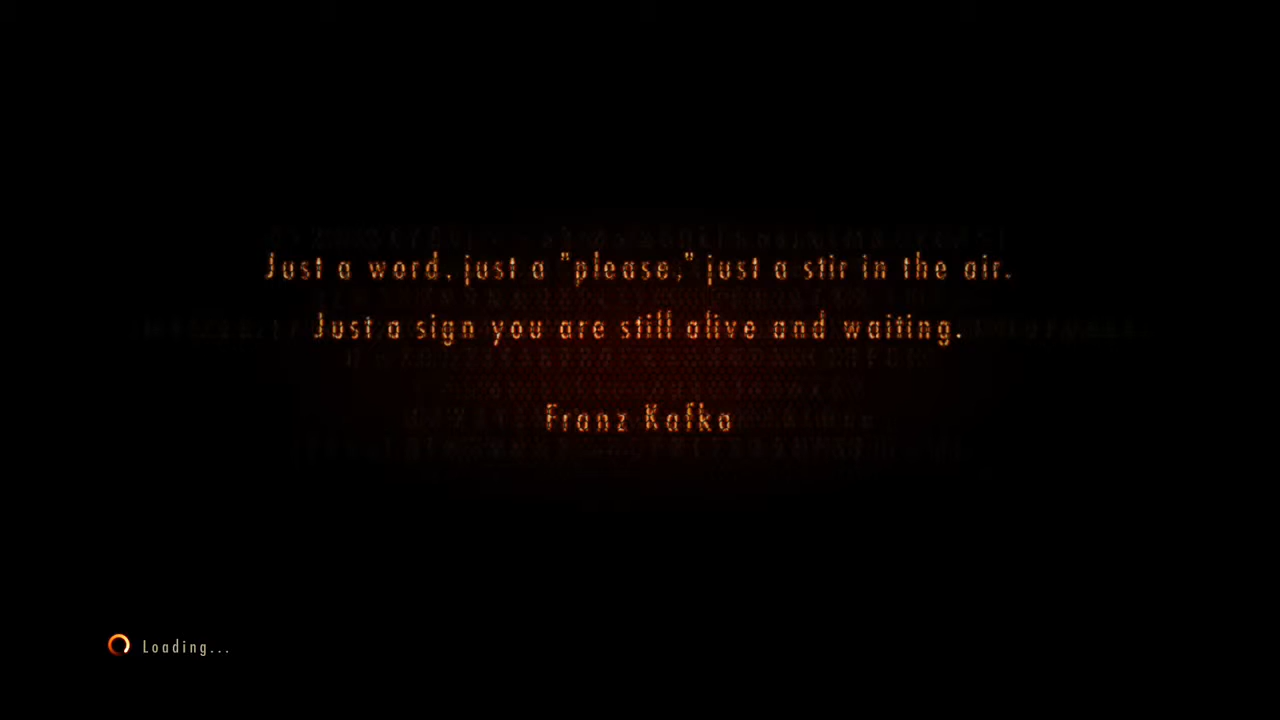 Just a word, just a "please," just a stir in the air.
Just a sign you are still alive and waiting.
Franz Kafka
Loading...